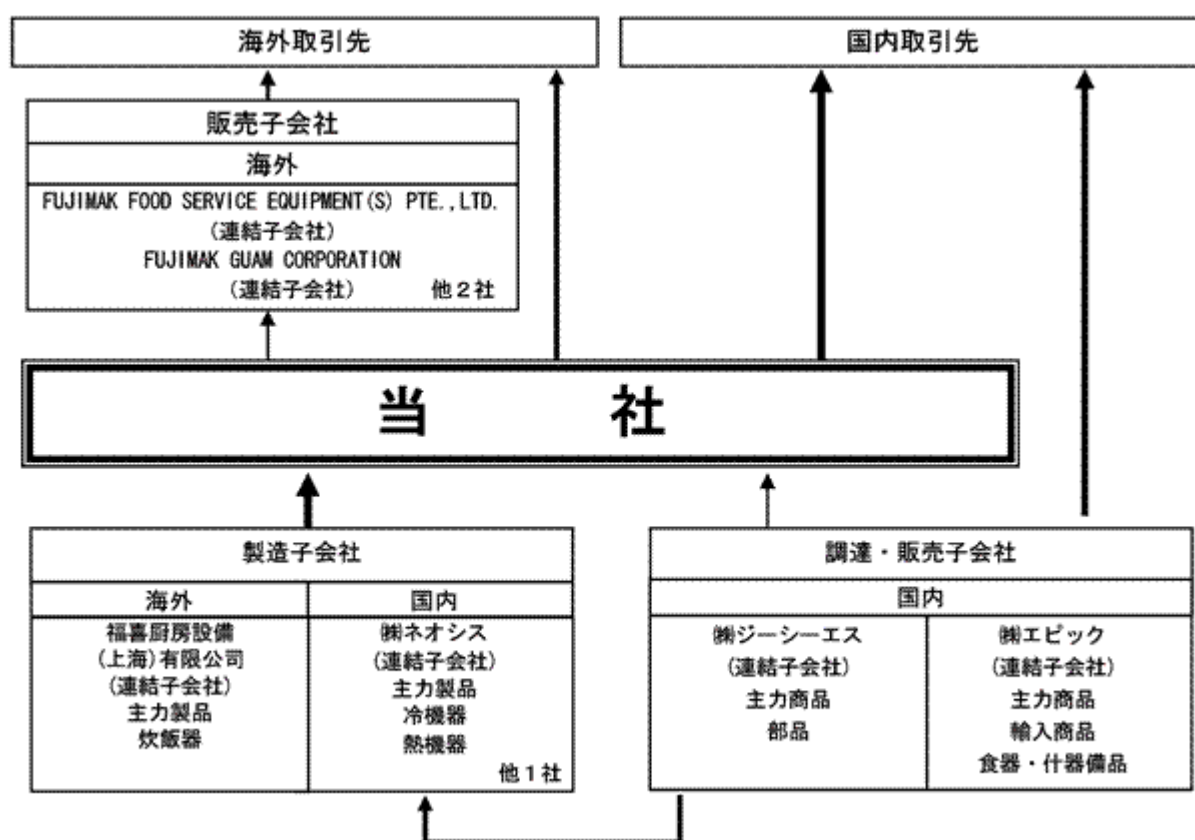 海外取引先
国内取引先
販売子会社
海外
FUJIMAK FOOD SERVICE EQUIPMENT(S) PTE.,LTD.
(連結子会社)
FUJIMAK GUAM CORPORATION
(連結子会社) 他2社
当 社
製造子会社
海外
福喜厨房設備
(上海)有限公司
(連結子会社)
主力製品
炊飯器
国内
㈱ネオシス
(連結子会社)
主力製品
冷機器
熱機器
他1社
調達・販売子会社
国内
㈱ジーシーエス
(連結子会社)
主力商品
部品
㈱エピック
(連結子会社)
主力商品
輸入商品
食器・什器備品